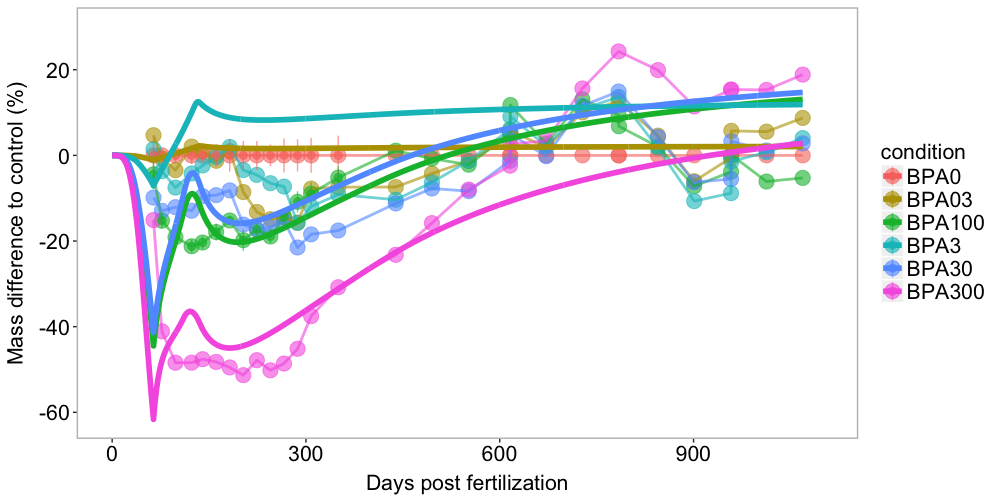 Mass difference to control (%)
20
0
-20
-40
-60
0 300 600 900
Days post fertilization
condition
BPA0
BPA03
BPA100
BPA3
BPA30
BPA300